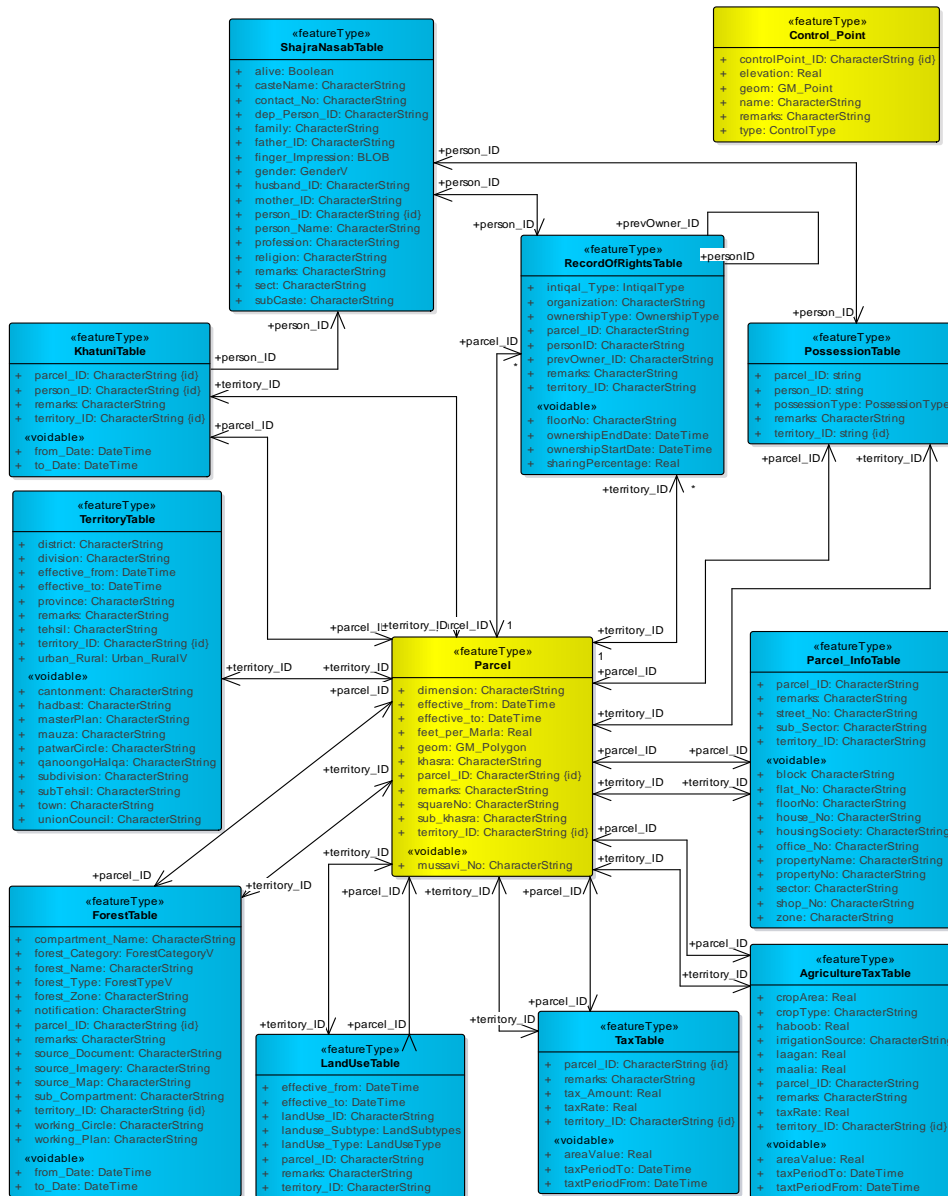 «featureType»
ShajraNasabTable
+ alive: Boolean
+ casteName: CharacterString
+ contact_No: CharacterString
+ dep_Person_ID: CharacterString
+ family: CharacterString
+ father_ID: CharacterString
+ finger_Impression: BLOB
+ gender: GenderV
+ husband_ID: CharacterString
+ mother_ID: CharacterString
+ person_ID: CharacterString {id}
+ person_Name: CharacterString
+ profession: CharacterString
+ religion: CharacterString
+ remarks: CharacterString
+ sect: CharacterString
+ subCaste: CharacterString
«featureType»
Control_Point
+ controlPoint_ID: CharacterString {id}
+ elevation: Real
+ geom: GM_Point
+ name: CharacterString
+ remarks: CharacterString
+ type: ControlType
+person_ID
+person_ID
+person_ID
+prevOwner_ID
+personID
«featureType»
RecordOfRightsTable
+ intiqal_Type: IntiqalType
+ organization: CharacterString
+ ownershipType: OwnershipType
+ parcel_ID: CharacterString
+ personID: CharacterString
+ prevOwner_ID: CharacterString
+ remarks: CharacterString
+ territory_ID: CharacterString
«voidable»
+ floorNo: CharacterString
+ ownershipEndDate: DateTime
+ ownershipStartDate: DateTime
+ sharingPercentage: Real
+person_ID
+person_ID
+person_ID
«featureType»
KhatuniTable
+ parcel_ID: CharacterString {id}
+ person_ID: CharacterString {id}
+ remarks: CharacterString
+ territory_ID: CharacterString {id}
«voidable»
+ from_Date: DateTime
+ to_Date: DateTime
+territory_ID
+parcel_ID
+parcel_ID
*
«featureType»
PossessionTable
+ parcel_ID: string
+ person_ID: string
+ possessionType: PossessionType
+ remarks: CharacterString
+ territory_ID: string {id}
+parcel_ID
+territory_ID
+territory_ID
*
«featureType»
TerritoryTable
+ district: CharacterString
+ division: CharacterString
+ effective_from: DateTime
+ effective_to: DateTime
+ province: CharacterString
+ remarks: CharacterString
+ tehsil: CharacterString
+ territory_ID: CharacterString {id}
+ urban_Rural: Urban_RuralV
«voidable»
+ cantonment: CharacterString
+ hadbast: CharacterString
+ masterPlan: CharacterString
+ mauza: CharacterString
+ patwarCircle: CharacterString
+ qanoongoHalqa: CharacterString
+ subdivision: CharacterString
+ subTehsil: CharacterString
+ town: CharacterString
+ unionCouncil: CharacterString
+territory_ID
+territory_ID
+parcel_ID
1
+territory_ID
1
+parcel_ID
+territory_ID
«featureType»
Parcel
+ dimension: CharacterString
+ effective_from: DateTime
+ effective_to: DateTime
+ feet_per_Marla: Real
+ geom: GM_Polygon
+ khasra: CharacterString
+ parcel_ID: CharacterString {id}
+ remarks: CharacterString
+ squareNo: CharacterString
+ sub_khasra: CharacterString
+ territory_ID: CharacterString {id}
«voidable»
+ mussavi_No: CharacterString
«featureType»
Parcel_InfoTable
+ parcel_ID: CharacterString
+ remarks: CharacterString
+ street_No: CharacterString
+ sub_Sector: CharacterString
+ territory_ID: CharacterString
«voidable»
+ block: CharacterString
+ flat_No: CharacterString
+ floorNo: CharacterString
+ house_No: CharacterString
+ housingSociety: CharacterString
+ office_No: CharacterString
+ propertyName: CharacterString
+ propertyNo: CharacterString
+ sector: CharacterString
+ shop_No: CharacterString
+ zone: CharacterString
+parcel_ID
+parcel_ID
+territory_ID
+territory_ID
+territory_ID
+parcel_ID
+territory_ID
+parcel_ID
+territory_ID
+territory_ID
+parcel_ID
+territory_ID
+parcel_ID
+parcel_ID
+territory_ID
«featureType»
ForestTable
+ compartment_Name: CharacterString
+ forest_Category: ForestCategoryV
+ forest_Name: CharacterString
+ forest_Type: ForestTypeV
+ forest_Zone: CharacterString
+ notification: CharacterString
+ parcel_ID: CharacterString {id}
+ remarks: CharacterString
+ source_Document: CharacterString
+ source_Imagery: CharacterString
+ source_Map: CharacterString
+ sub_Compartment: CharacterString
+ territory_ID: CharacterString {id}
+ working_Circle: CharacterString
+ working_Plan: CharacterString
«voidable»
+ from_Date: DateTime
+ to_Date: DateTime
+territory_ID
+parcel_ID
«featureType»
LandUseTable
+ effective_from: DateTime
+ effective_to: DateTime
+ landUse_ID: CharacterString
+ landuse_Subtype: LandSubtypes
+ landUse_Type: LandUseType
+ parcel_ID: CharacterString
+ remarks: CharacterString
+ territory_ID: CharacterString
+parcel_ID
+territory_ID
«featureType»
TaxTable
+ parcel_ID: CharacterString {id}
+ remarks: CharacterString
+ tax_Amount: Real
+ taxRate: Real
+ territory_ID: CharacterString {id}
«voidable»
+ areaValue: Real
+ taxPeriodTo: DateTime
+ taxtPeriodFrom: DateTime
«featureType»
AgricultureTaxTable
+ cropArea: Real
+ cropType: CharacterString
+ haboob: Real
+ irrigationSource: CharacterString
+ laagan: Real
+ maalia: Real
+ parcel_ID: CharacterString
+ remarks: CharacterString
+ taxRate: Real
+ territory_ID: CharacterString {id}
«voidable»
+ areaValue: Real
+ taxPeriodTo: DateTime
+ taxtPeriodFrom: DateTime